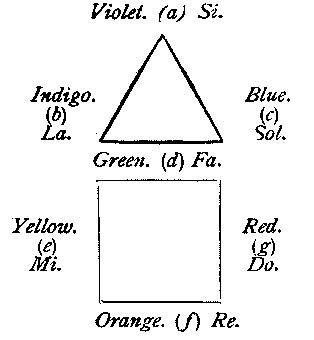 Violet. (a) Si.
Indigo.
(b)
La.
Blue.
(c)
Sol.
Green. (d) Fa.
Yellow.
(e)
Mi.
Red.
(g)
Do.
Orange. (f) Re.